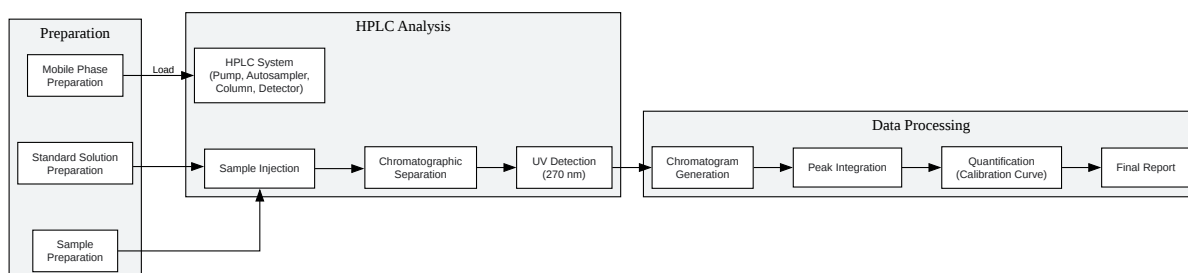 Preparation
Mobile Phase
Preparation
Standard Solution
Preparation
Sample
Preparation
Load
HPLC Analysis
HPLC System
(Pump, Autosampler,
Column, Detector)
Sample Injection
Chromatographic
Separation
UV Detection
(270 nm)
Data Processing
Chromatogram
Generation
Peak Integration
Quantification
(Calibration Curve)
Final Report